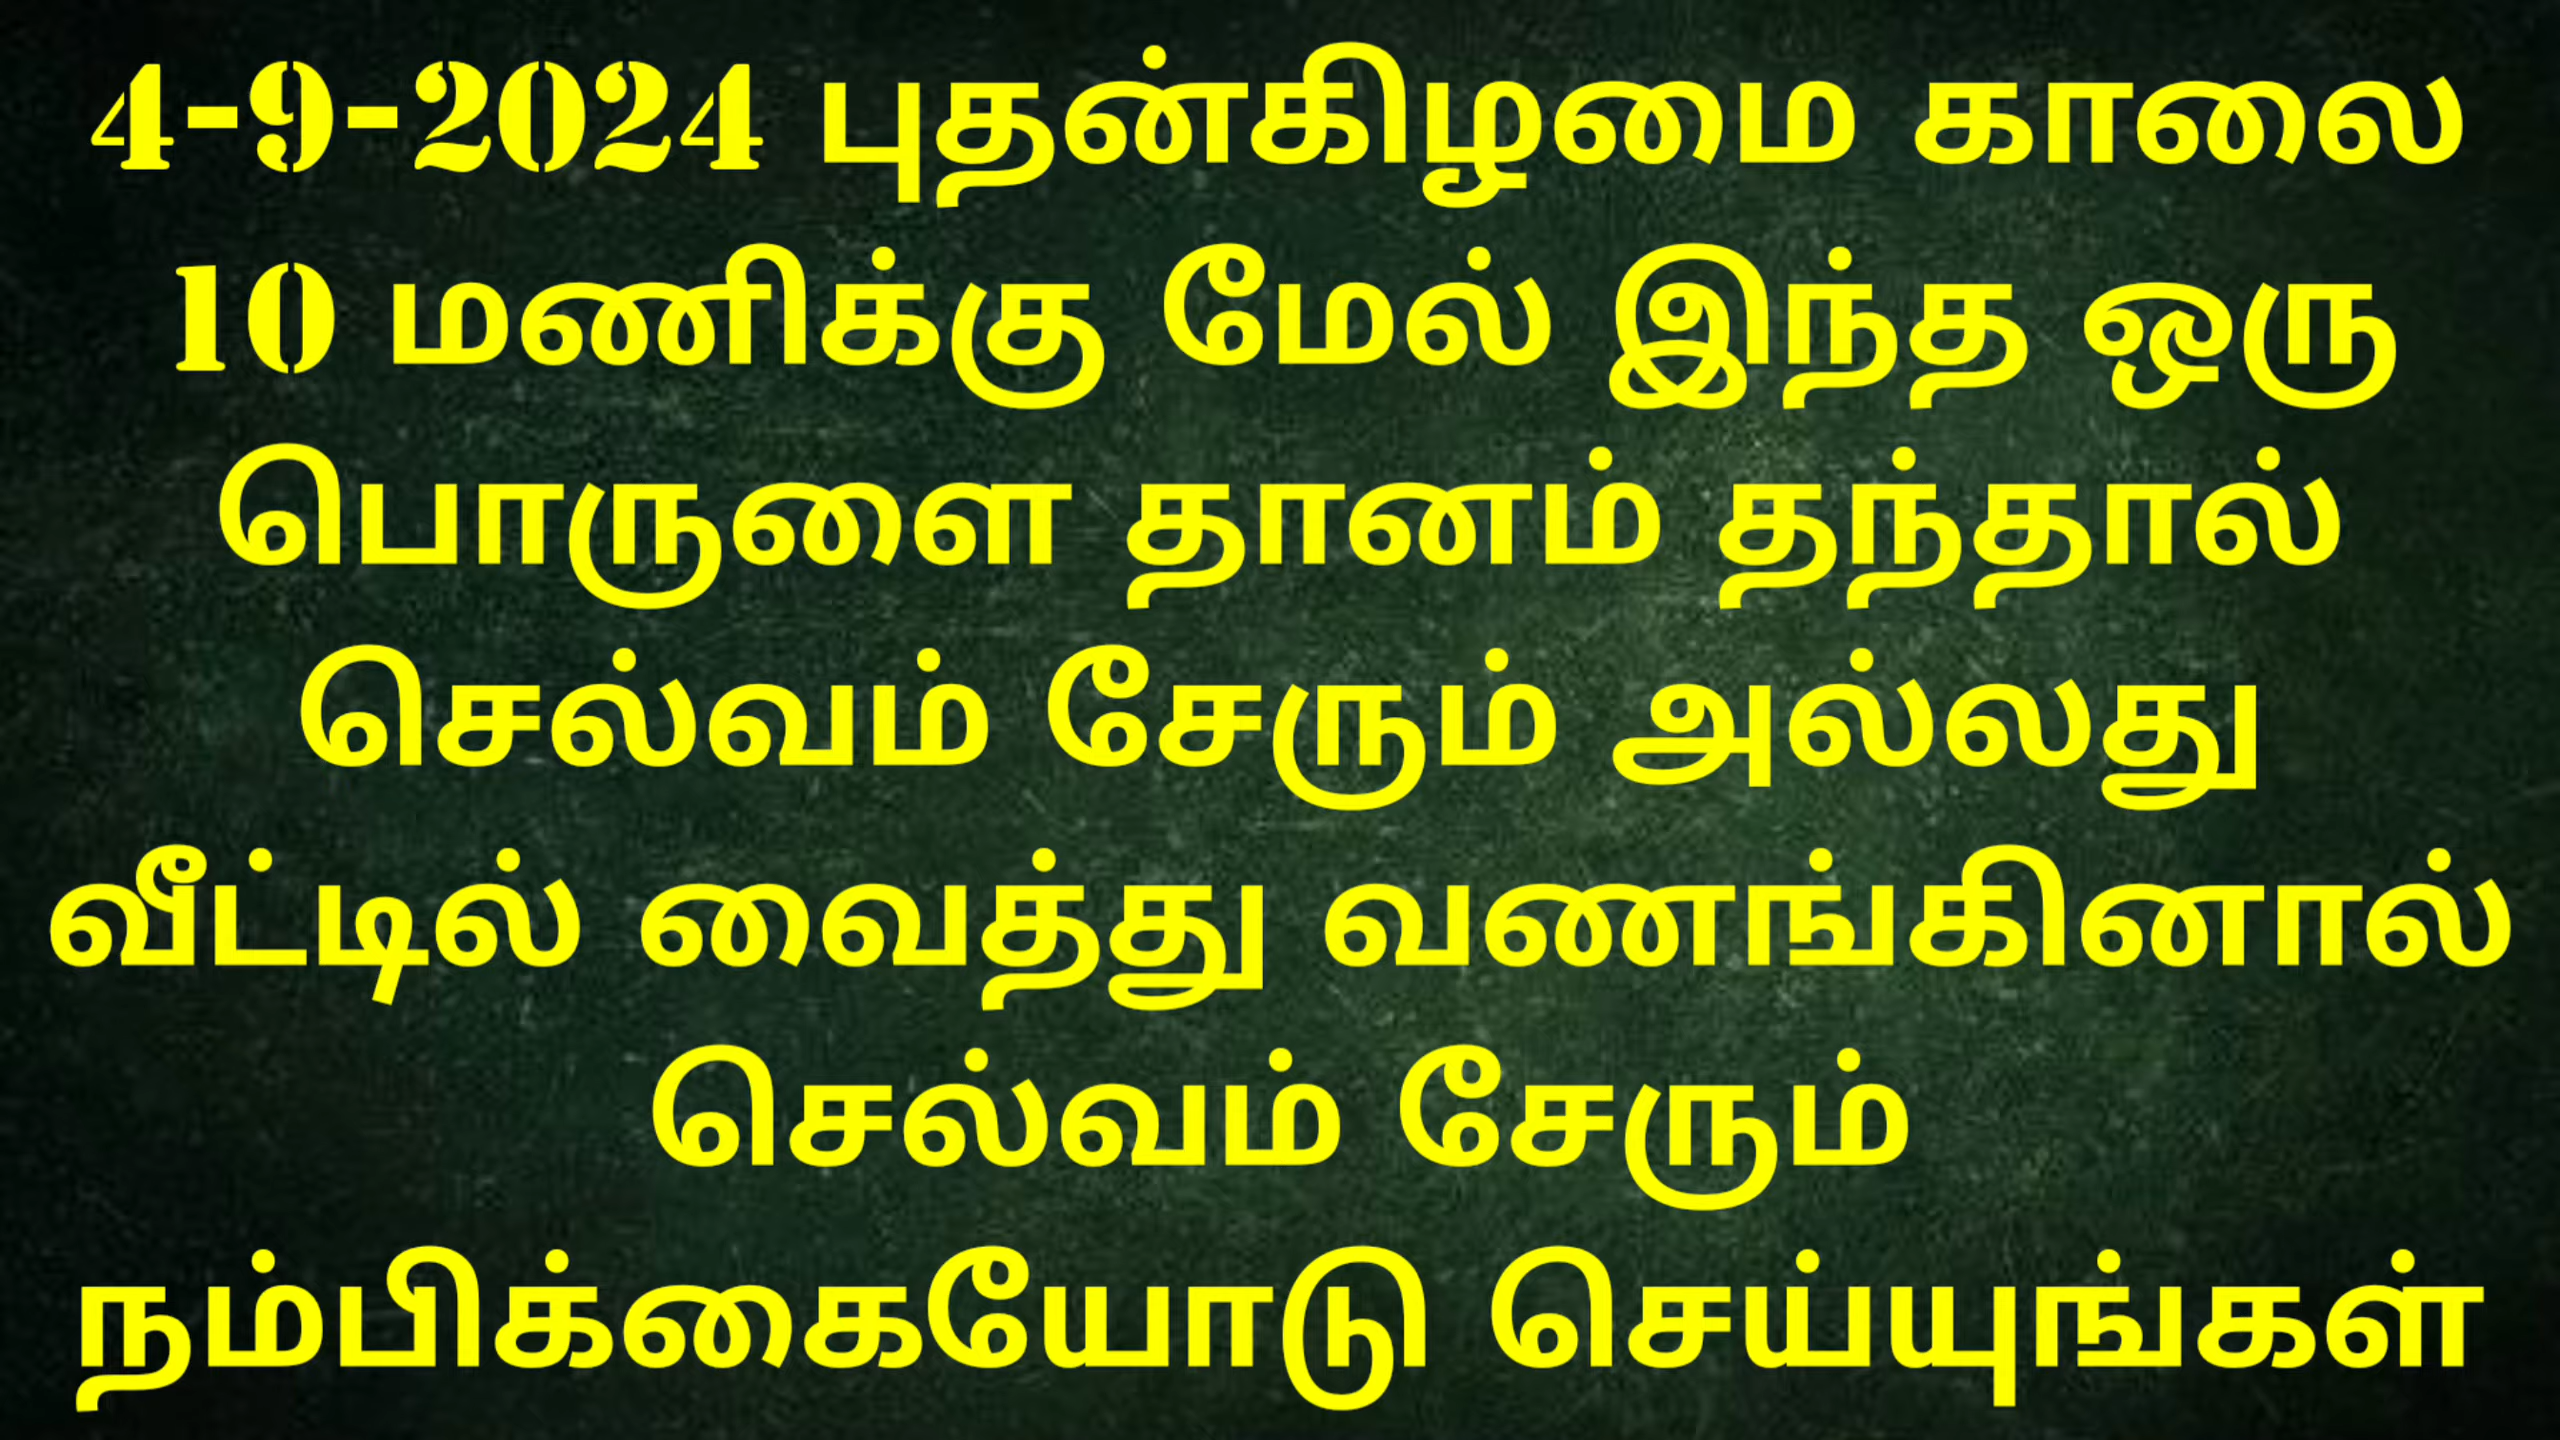 4-9-2024 புதன்கிழமை காலை
10 மணிக்கு மேல் இந்த ஒரு
பொருளை தானம் தந்தால்
செல்வம் சேரும் அல்லது
வீட்டில் வைத்து வணங்கினால்
செல்வம் சேரும்
நம்பிக்கையோடு செய்யுங்கள்